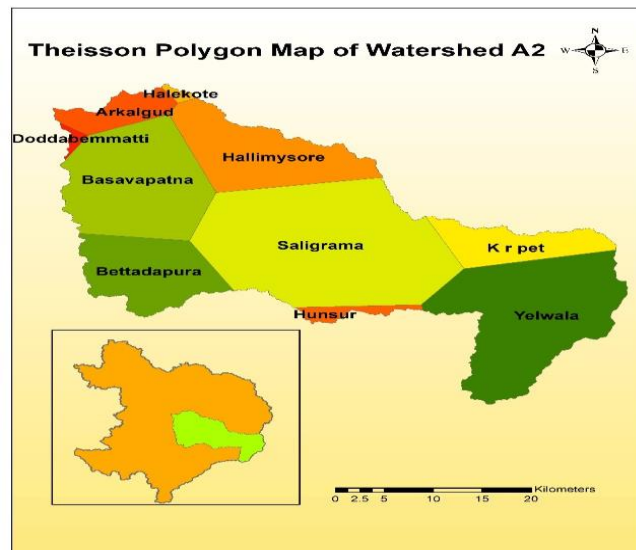 Theisson Polygon Map of Watershed A2
N
W E
S
Halekote
Arkalgud
Doddabemmatti
Hallimysore
Basavapatna
Saligrama
K r pet
Bettadapura
Hunsur
Yelwala
Kilometers
0 2.5 5 10 15 20